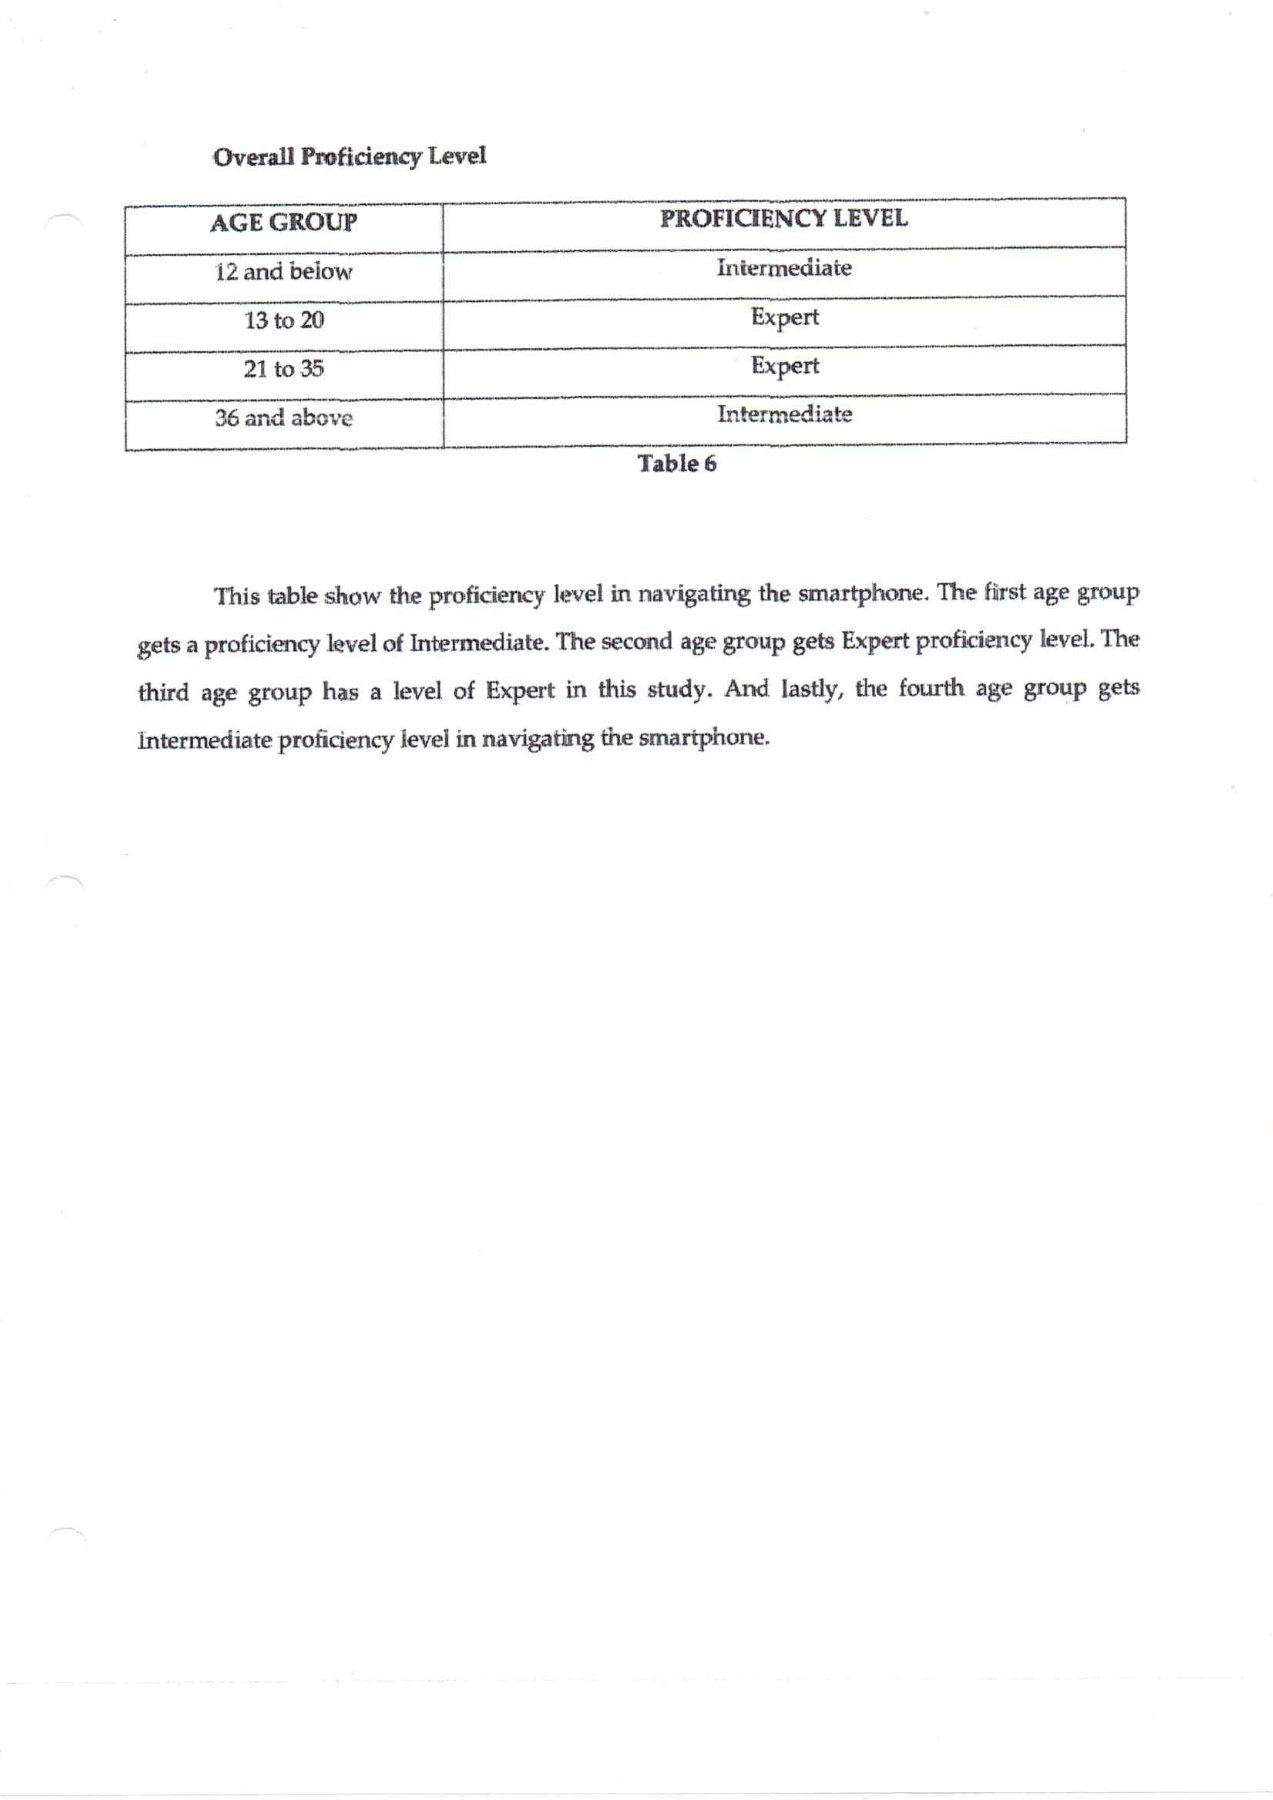 Overall Proficiency Level
AGE GROUP PROFICIENCY LEVEL
12 and below Intermediate
13 to 20 Expert
21 to 35 Expert
36 and above Intermediate
Table 6
This table show the proficiency level in navigating the smartphone. The first age group
gets a proficiency level of Intermediate. The second age group gets Expert proficiency level. The
third age group has a level of Expert in this study. And lastly, the fourth age group gets
Intermediate proficiency level in navigating the smartphone.